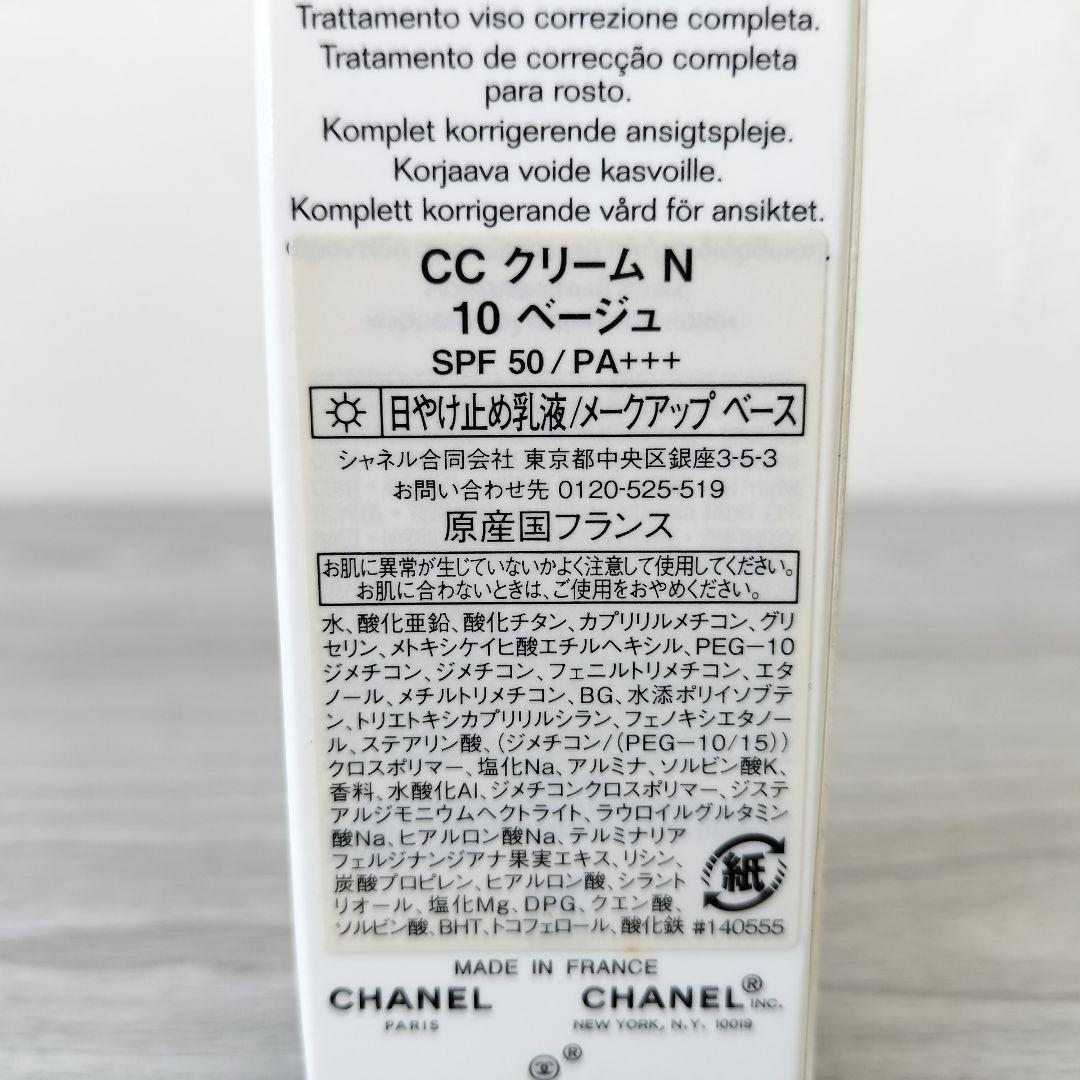 Trattamento viso correzione completa.
Tratamento de correcção completa
para rosto.
Komplet korrigerende ansigtspleje.
Korjaava voide kasvoille.
Komplett korrigerande vård för ansiktet.
CC クリーム N
10 ベージュ
SPF 50 / PA+++
日やけ止め乳液/メークアップ ベース
シャネル合同会社 東京都中央区銀座3-5-3
お問い合わせ先 0120-525-519
原産国フランス
お肌に異常が生じていないかよく注意して使用してください。
お肌に合わないときは、ご使用をおやめください。
水、酸化亜鉛、酸化チタン、カプリリルメチコン、グリ
セリン、メトキシケイヒ酸エチルヘキシル、PEG-10
ジメチコン、ジメチコン、フェニルトリメチコン、エタ
ノール、メチルトリメチコン、BG、水添ポリイソブテ
ン、トリエトキシカプリリルシラン、フェノキシエタノー
ル、ステアリン酸、(ジメチコン/(PEG-10/15))
クロスポリマー、塩化Na、アルミナ、ソルビン酸K、
香料、水酸化Al、ジメチコンクロスポリマー、ジステ
アルジモニウムヘクトライト、ラウロイルグルタミン
酸Na、ヒアルロン酸Na、テルミナリア
フェルジナンジアナ果実エキス、リシン、
炭酸プロピレン、ヒアルロン酸、シラント
リオール、塩化Mg、DPG、クエン酸、
ソルビン酸、BHT、トコフェロール、酸化鉄 #140555
紙
MADE IN FRANCE
CHANEL CHANEL® INC.
PARIS NEW YORK, N.Y. 10019
®